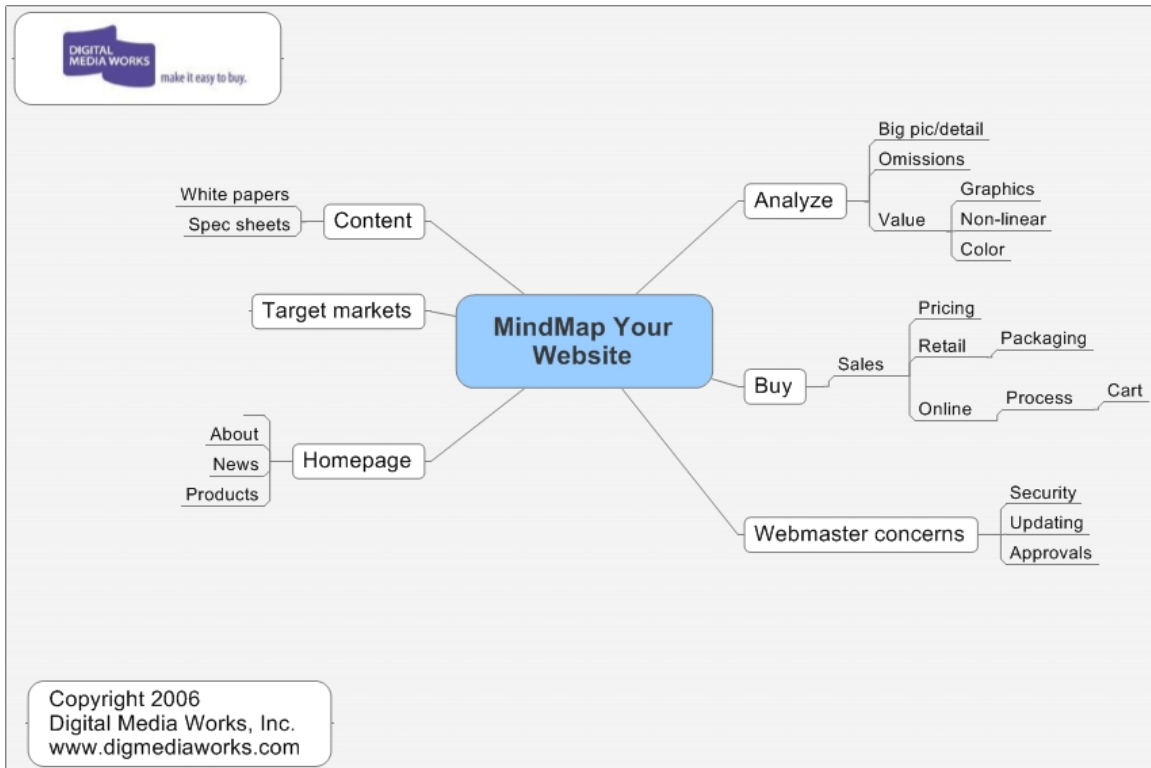 DIGITAL
MEDIA WORKS
make it easy to buy.
MindMap Your
Website
Analyze
Big pic/detail
Omissions
Value
Graphics
Non-linear
Color
Buy
Sales
Pricing
Retail
Packaging
Online
Process
Cart
Webmaster concerns
Security
Updating
Approvals
Content
White papers
Spec sheets
Target markets
Homepage
About
News
Products
Copyright 2006
Digital Media Works, Inc.
www.digmediaworks.com